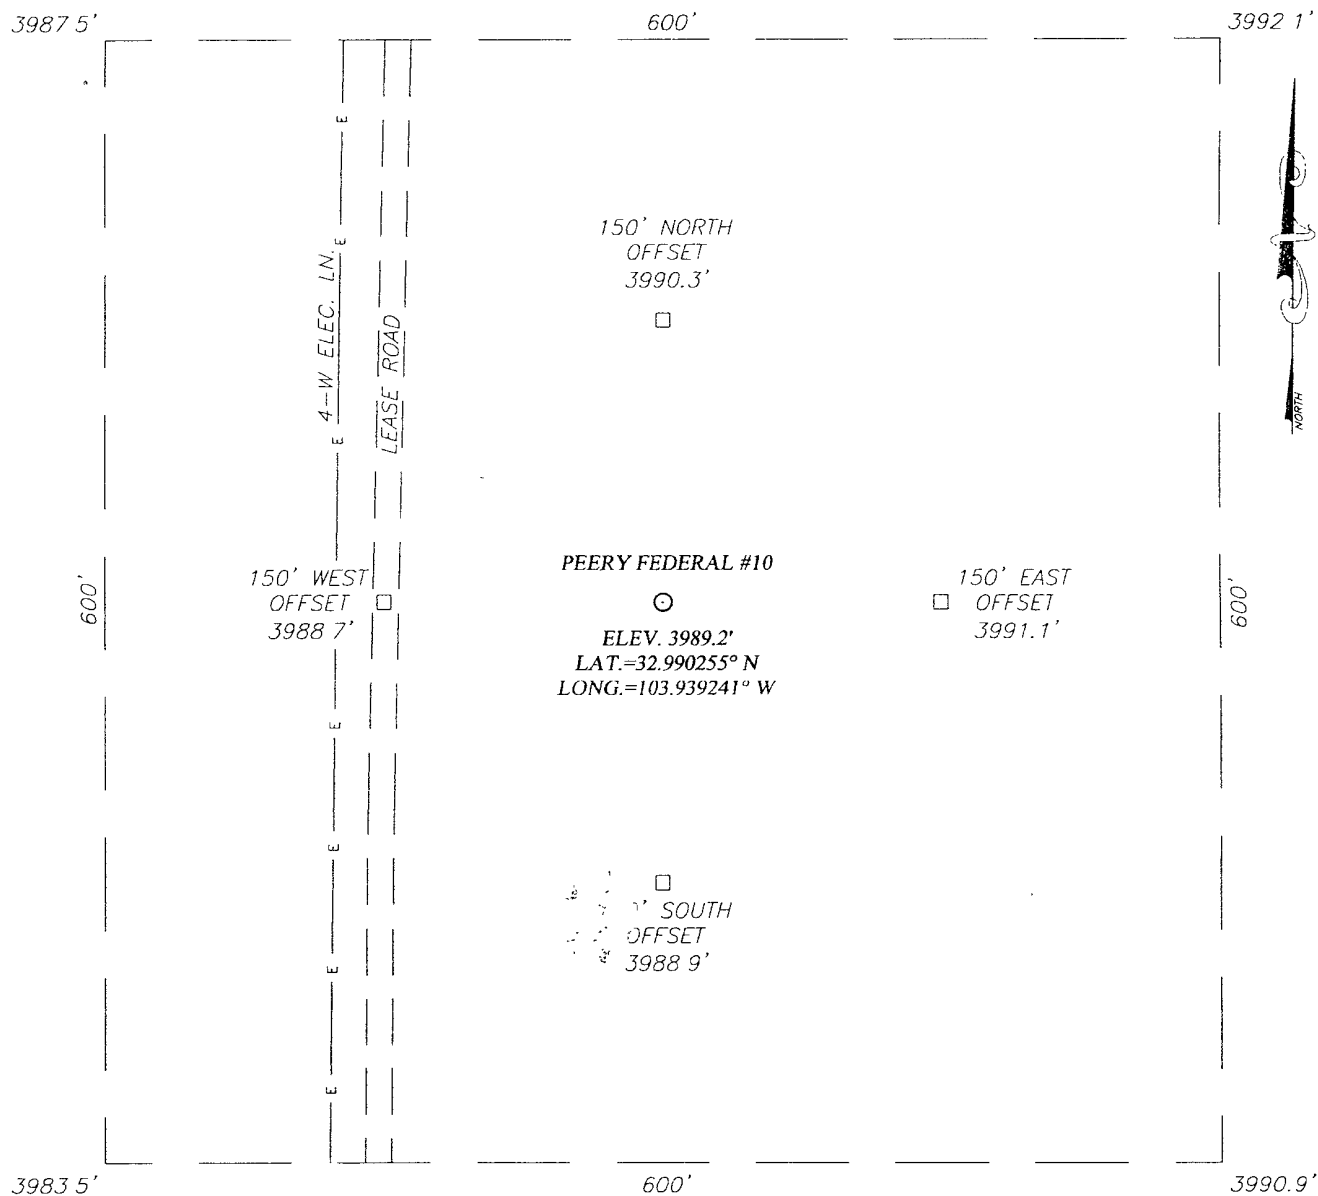 3987 5' 600' 3992 1'
150' NORTH
OFFSET
3990.3'
4-W ELEC. LN.
LEASE ROAD
E
E
E
E
E
E
E
NORTH
PEERY FEDERAL #10
600'
150' WEST
OFFSET
3988 7'
150' EAST
OFFSET
3991.1'
600'
ELEV. 3989.2'
LAT.=32.990255° N
LONG.=103.939241° W
SOUTH
OFFSET
3988 9'
3983 5' 600' 3990.9'